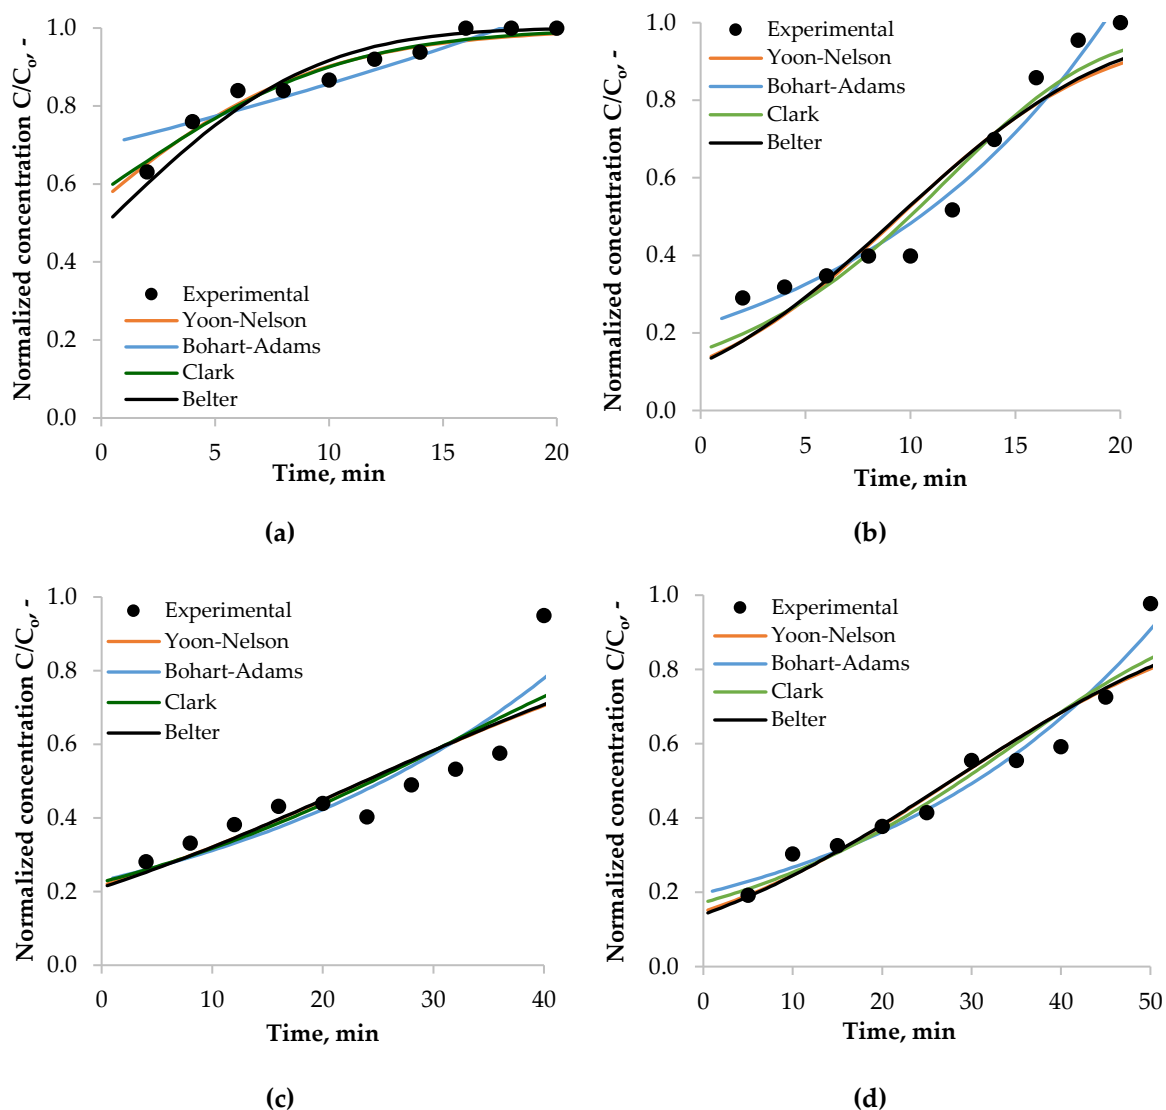 Normalized concentration C/Co, -
1.0
0.8
0.6
0.4
0.2
0.0
Experimental
Yoon-Nelson
Bohart-Adams
Clark
Belter
0 5 10 15 20
Time, min
(a)
Normalized concentration C/Co, -
1.0
0.8
0.6
0.4
0.2
0.0
Experimental
Yoon-Nelson
Bohart-Adams
Clark
Belter
0 5 10 15 20
Time, min
(b)
Normalized concentration C/Co, -
1.0
0.8
0.6
0.4
0.2
0.0
Experimental
Yoon-Nelson
Bohart-Adams
Clark
Belter
0 10 20 30 40
Time, min
(c)
Normalized concentration C/Co, -
1.0
0.8
0.6
0.4
0.2
0.0
Experimental
Yoon-Nelson
Bohart-Adams
Clark
Belter
0 10 20 30 40 50
Time, min
(d)